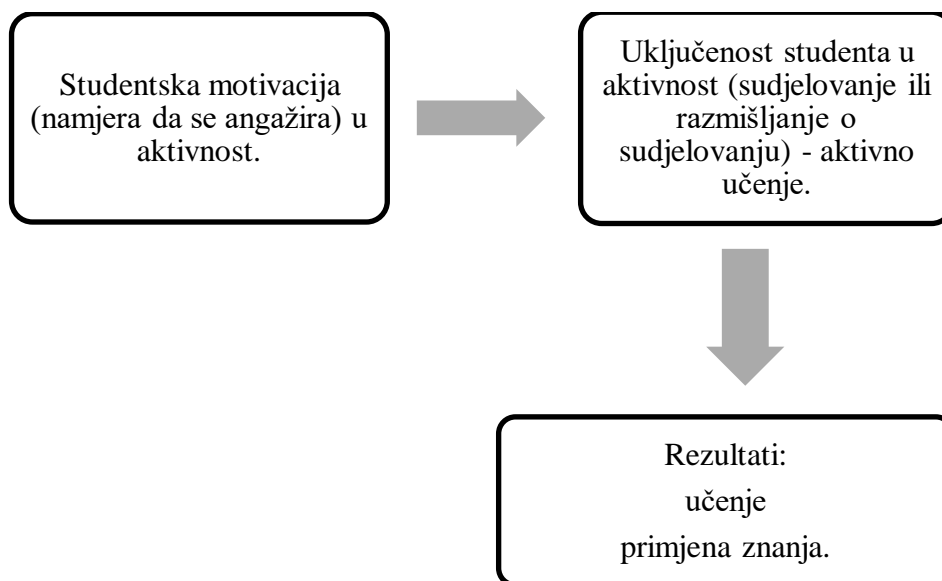 Studentska motivacija
(namjera da se angažira) u
aktivnost.
Uključenost studenta u
aktivnost (sudjelovanje ili
razmišljanje o
sudjelovanju) - aktivno
učenje.
Rezultati:
učenje
primjena znanja.